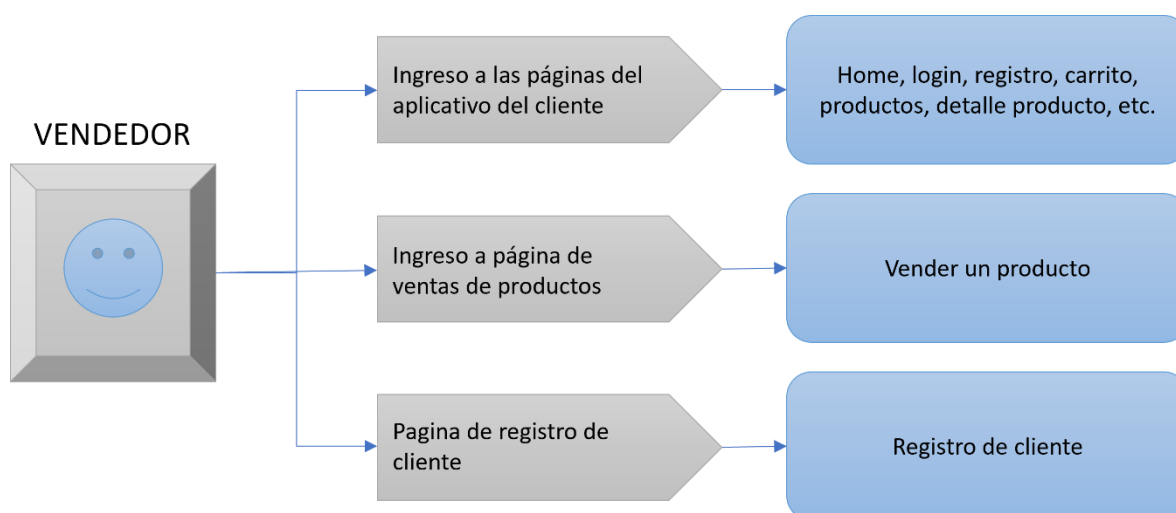 VENDEDOR
Ingreso a las páginas del
aplicativo del cliente
Home, login, registro, carrito,
productos, detalle producto, etc.
Ingreso a página de
ventas de productos
Vender un producto
Pagina de registro de
cliente
Registro de cliente